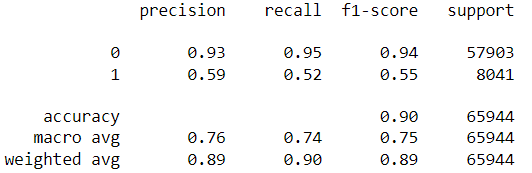 precision recall f1-score support
0 0.93 0.95 0.94 57903
1 0.59 0.52 0.55 8041
accuracy 0.90 65944
macro avg 0.76 0.74 0.75 65944
weighted avg 0.89 0.90 0.89 65944